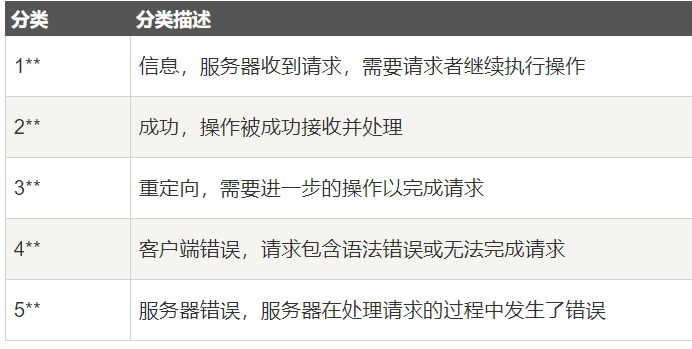 分类 分类描述
1** 信息，服务器收到请求，需要请求者继续执行操作
2** 成功，操作被成功接收并处理
3** 重定向，需要进一步的操作以完成请求
4** 客户端错误，请求包含语法错误或无法完成请求
5** 服务器错误，服务器在处理请求的过程中发生了错误